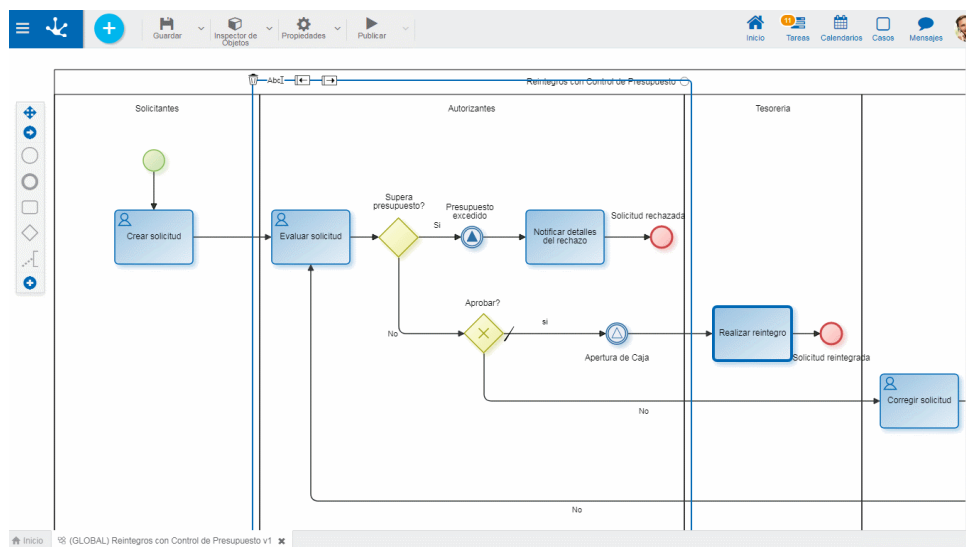 Guardar
Inspector de
Objetos
Propiedades
Publicar
Inicio
11
Tareas
Calendarios
Casos
Mensajes
Abc
Reintegros con Control de Presupuesto
Solicitantes
Autorizantes
Tesoreria
Supera
presupuesto?
Presupuesto
excedido
Si
Crear solicitud
Evaluar solicitud
Notificar detalles
del rechazo
Solicitud rechazada
Aprobar?
No
si
Apertura de Caja
Realizar reintegro
Solicitud reintegrada
Corregir solicitud
No
No
Inicio
(GLOBAL) Reintegros con Control de Presupuesto v1